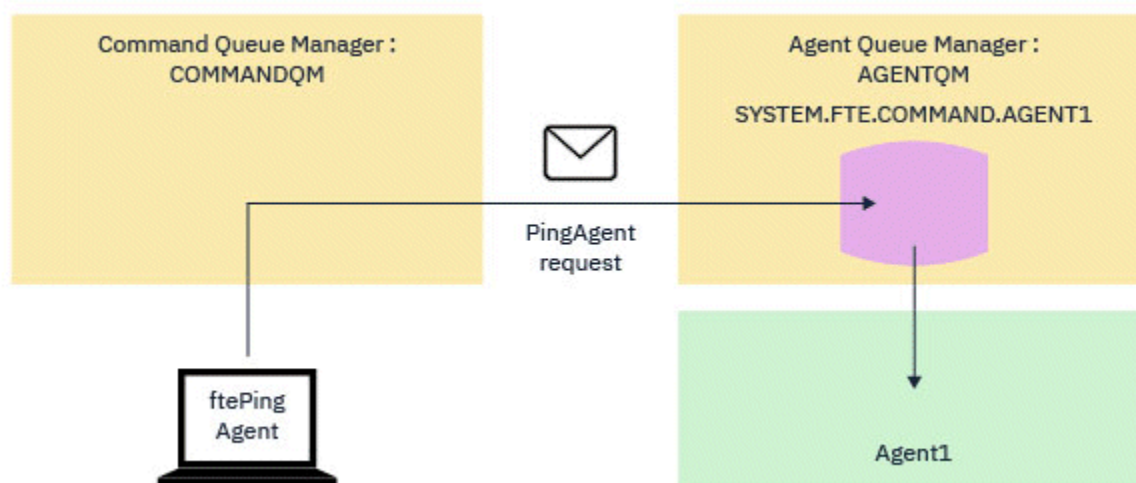 Command Queue Manager :
COMMANDQM
Agent Queue Manager :
AGENTQM
SYSTEM.FTE.COMMAND.AGENT1
PingAgent
request
ftePing
Agent
Agent1